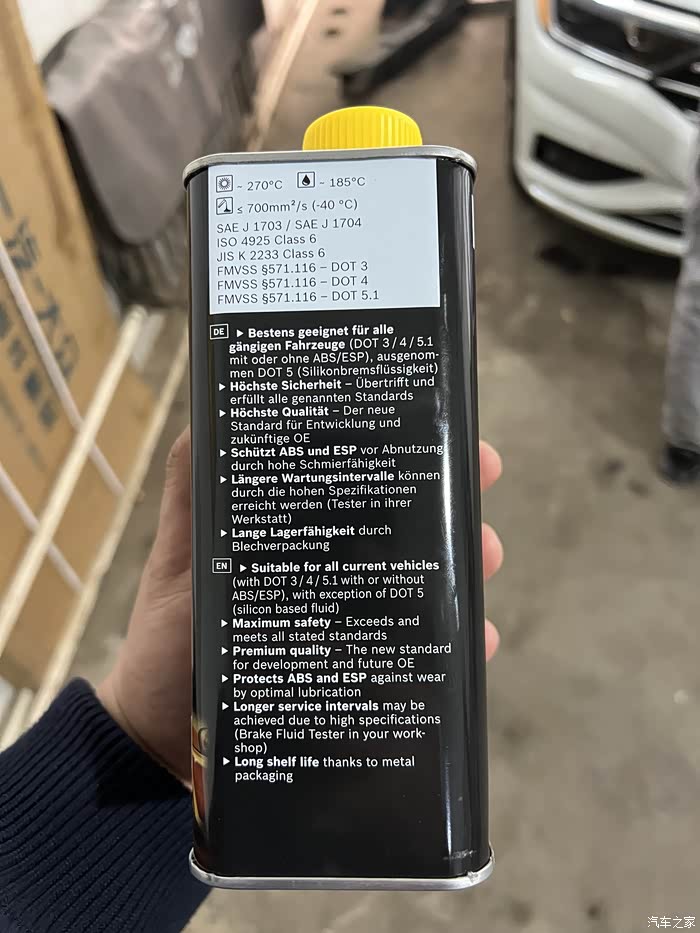 ~ 270°C ~ 185°C
≤ 700mm²/s (-40 °C)
SAE J 1703 / SAE J 1704
ISO 4925 Class 6
JIS K 2233 Class 6
FMVSS §571.116 – DOT 3
FMVSS §571.116 – DOT 4
FMVSS §571.116 – DOT 5.1
DE ▶ Bestens geeignet für alle
gängigen Fahrzeuge (DOT 3 / 4 / 5.1
mit oder ohne ABS/ESP), ausgenom-
men DOT 5 (Silikonbremsflüssigkeit)
▶ Höchste Sicherheit – Übertrifft und
erfüllt alle genannten Standards
▶ Höchste Qualität – Der neue
Standard für Entwicklung und
zukünftige OE
▶ Schützt ABS und ESP vor Abnutzung
durch hohe Schmierfähigkeit
▶ Längere Wartungsintervalle können
durch die hohen Spezifikationen
erreicht werden (Tester in ihrer
Werkstatt)
▶ Lange Lagerfähigkeit durch
Blechverpackung
EN ▶ Suitable for all current vehicles
(with DOT 3 / 4 / 5.1 with or without
ABS/ESP), with exception of DOT 5
(silicon based fluid)
▶ Maximum safety – Exceeds and
meets all stated standards
▶ Premium quality – The new standard
for development and future OE
▶ Protects ABS and ESP against wear
by optimal lubrication
▶ Longer service intervals may be
achieved due to high specifications
(Brake Fluid Tester in your work-
shop)
▶ Long shelf life thanks to metal
packaging
汽车之家